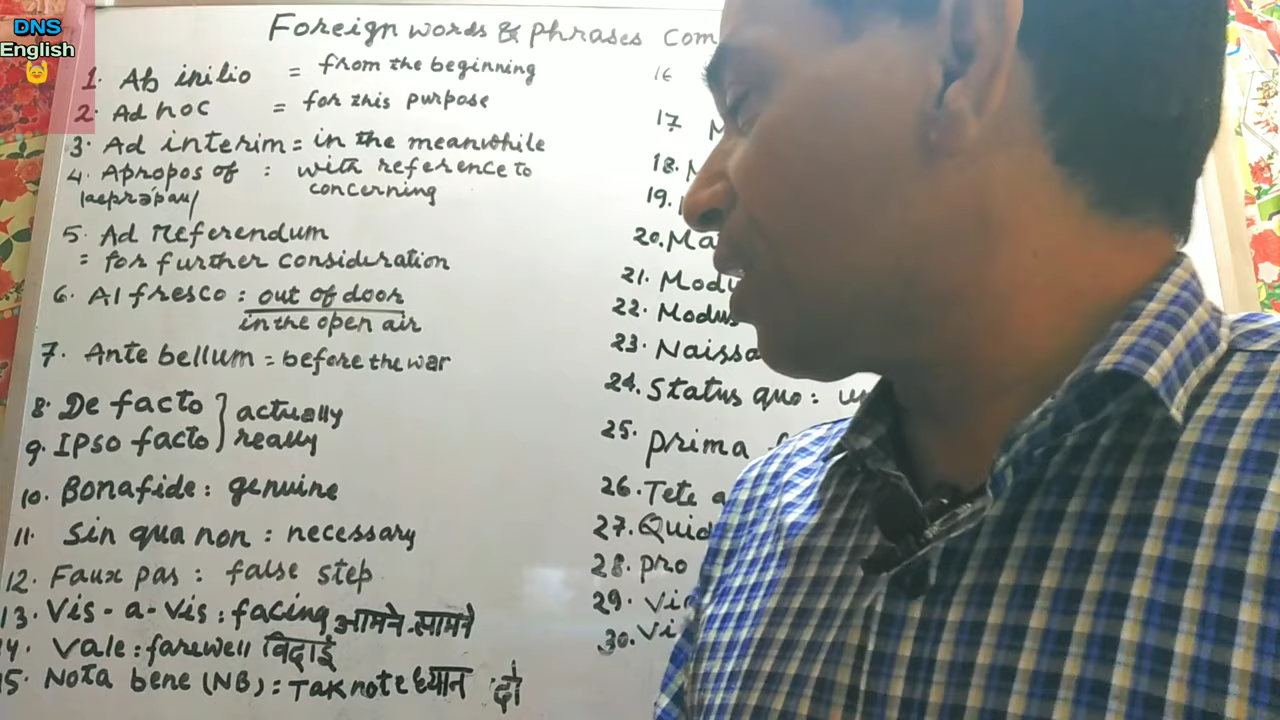 DNS
English
Foreign words & phrases com
1. Ab inilio = from the beginning
2. Ad hoc = for this purpose
3. Ad interim = in the meanwhile
4. Apropos of : with reference to
concerning
|aeprəpau|
5. Ad referendum
= for further consideration
6. Al fresco : out of door
in the open air
7. Ante bellum = before the war
8. De facto } actually
9. Ipso facto } really
10. Bonafide : genuine
11. Sin qua non : necessary
12. Faux pas : false step
13. Vis-a-vis : facing आमने-सामने
14. Vale : farewell विदाई
15. Nota bene (NB) : Tak note ध्यान दो
16
17. M
18. M
19.
20. Ma
21. Modu
22. Modus
23. Naissa
24. Status quo :
25. prima
26. Tete a
27. Quid
28. pro
29. Vi
30. Vi